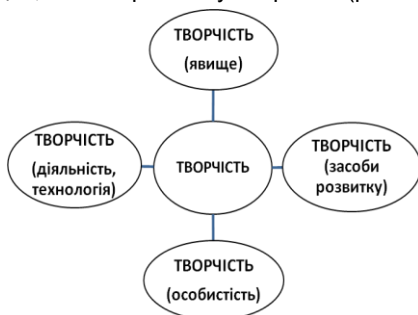 ТВОРЧІСТЬ
(явище)
ТВОРЧІСТЬ
(діяльність,
технологія)
ТВОРЧІСТЬ
ТВОРЧІСТЬ
(засоби
розвитку)
ТВОРЧІСТЬ
(особистість)